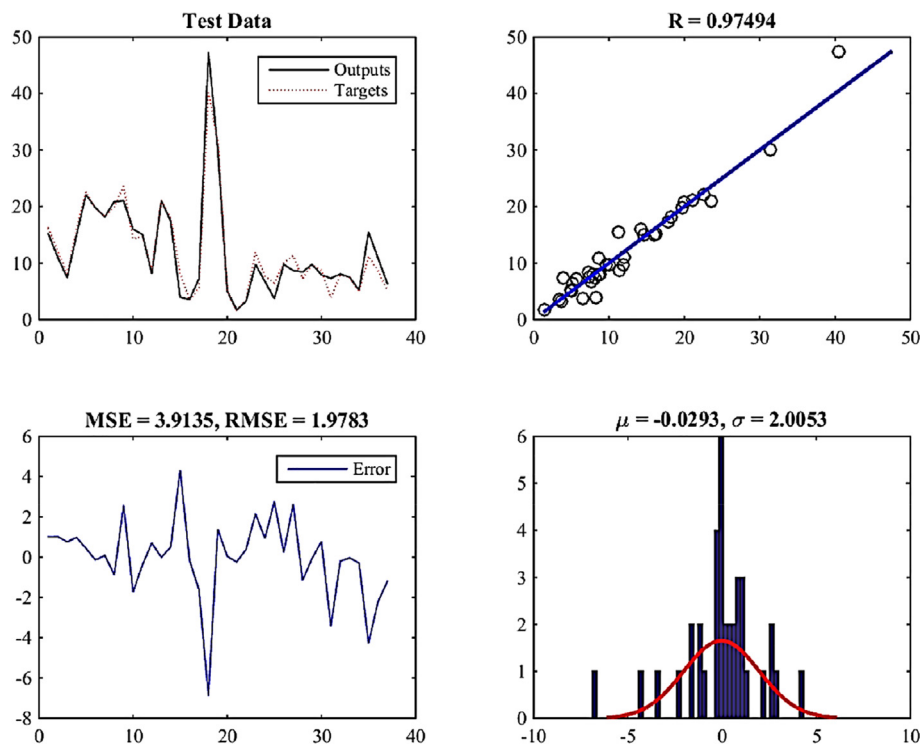 Test Data
50
40
30
20
10
0
0 10 20 30 40
Outputs
Targets
R = 0.97494
50
40
30
20
10
0
0 10 20 30 40 50
MSE = 3.9135, RMSE = 1.9783
6
4
2
0
-2
-4
-6
-8
0 10 20 30 40
Error
μ = -0.0293, σ = 2.0053
6
5
4
3
2
1
0
-10 -5 0 5 10